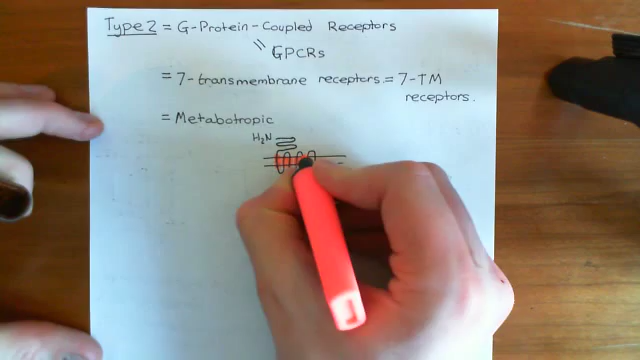 Type 2 = G-Protein-Coupled Receptors
= GPCRs
= 7-transmembrane receptors = 7-TM
receptors.
= Metabotropic
H₂N